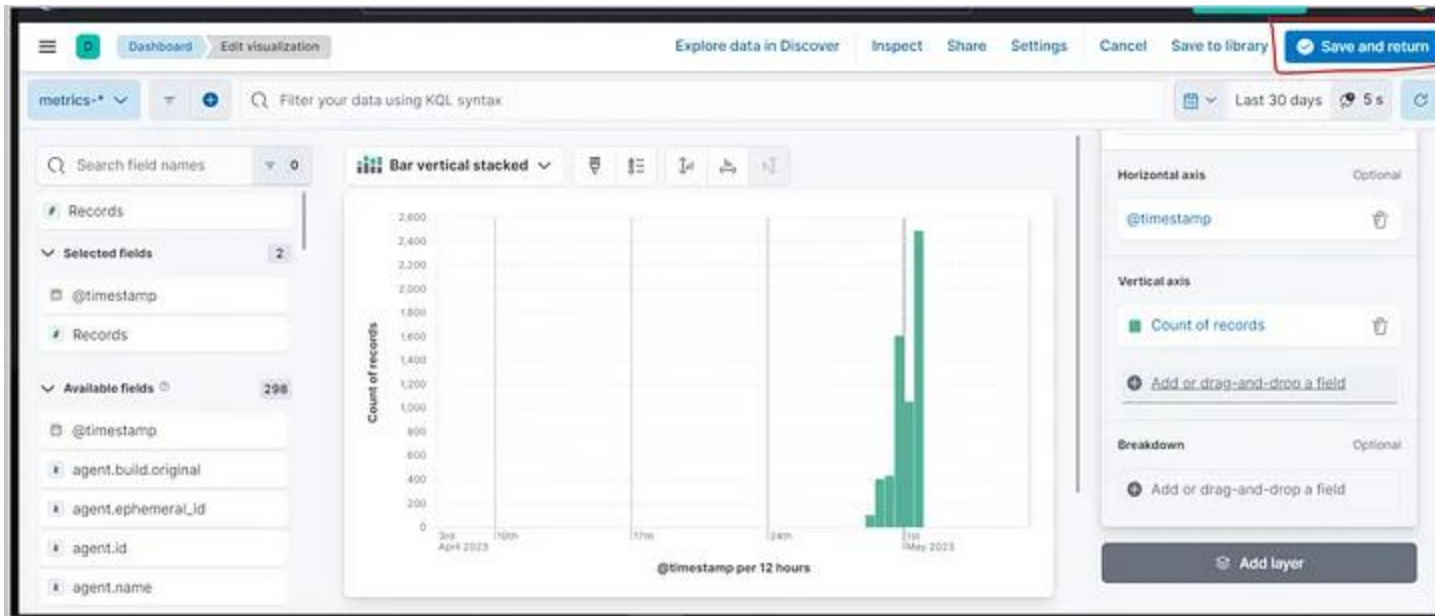 D Dashboard Edit visualization Explore data in Discover Inspect Share Settings Cancel Save to library Save and return
metrics-* Filter your data using KQL syntax Last 30 days 5 s
Search field names 0
Records
Selected fields 2
@timestamp
Records
Available fields 298
@timestamp
agent.build.original
agent.ephemeral_id
agent.id
agent.name
Bar vertical stacked
Count of records
2,600
2,400
2,200
2,000
1,800
1,600
1,400
1,200
1,000
800
600
400
200
0
3rd 10th 17th 24th 1st
April 2023 May 2023
@timestamp per 12 hours
Horizontal axis Optional
@timestamp
Vertical axis
Count of records
Add or drag-and-drop a field
Breakdown Optional
Add or drag-and-drop a field
Add layer